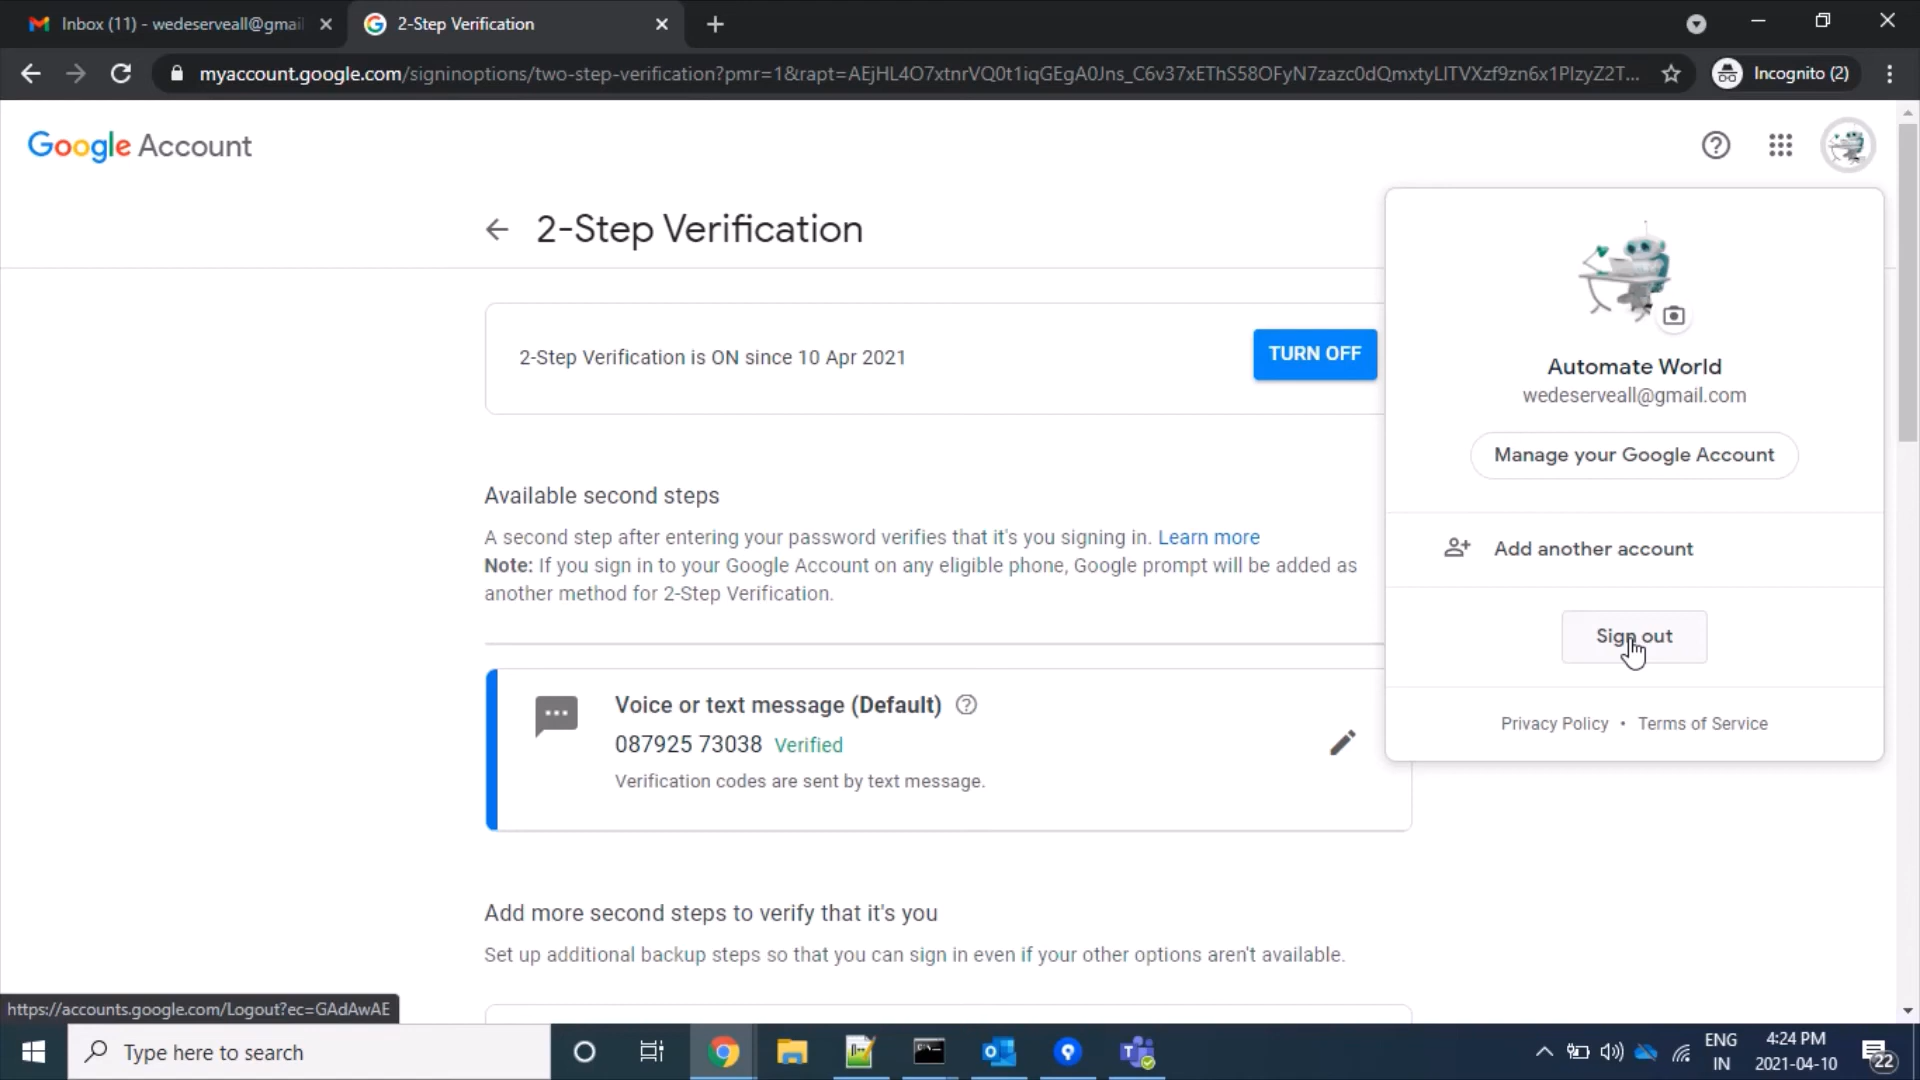 Inbox (11) - wedeserveall@gmai
2-Step Verification
myaccount.google.com/signinoptions/two-step-verification?pmr=1&rapt=AEjHL4O7xtnrVQ0t1iqGEgA0Jns_C6v37xEThS58OFyN7zazc0dQmxtyLlTVXzf9zn6x1PlzyZ2T...
Incognito (2)
Google Account
2-Step Verification
2-Step Verification is ON since 10 Apr 2021
TURN OFF
Automate World
wedeserveall@gmail.com
Manage your Google Account
Add another account
Sign out
Privacy Policy • Terms of Service
Available second steps
A second step after entering your password verifies that it's you signing in. Learn more
Note: If you sign in to your Google Account on any eligible phone, Google prompt will be added as
another method for 2-Step Verification.
Voice or text message (Default)
087925 73038 Verified
Verification codes are sent by text message.
Add more second steps to verify that it's you
Set up additional backup steps so that you can sign in even if your other options aren't available.
https://accounts.google.com/Logout?ec=GAdAwAE
Type here to search
ENG
IN
4:24 PM
2021-04-10
22